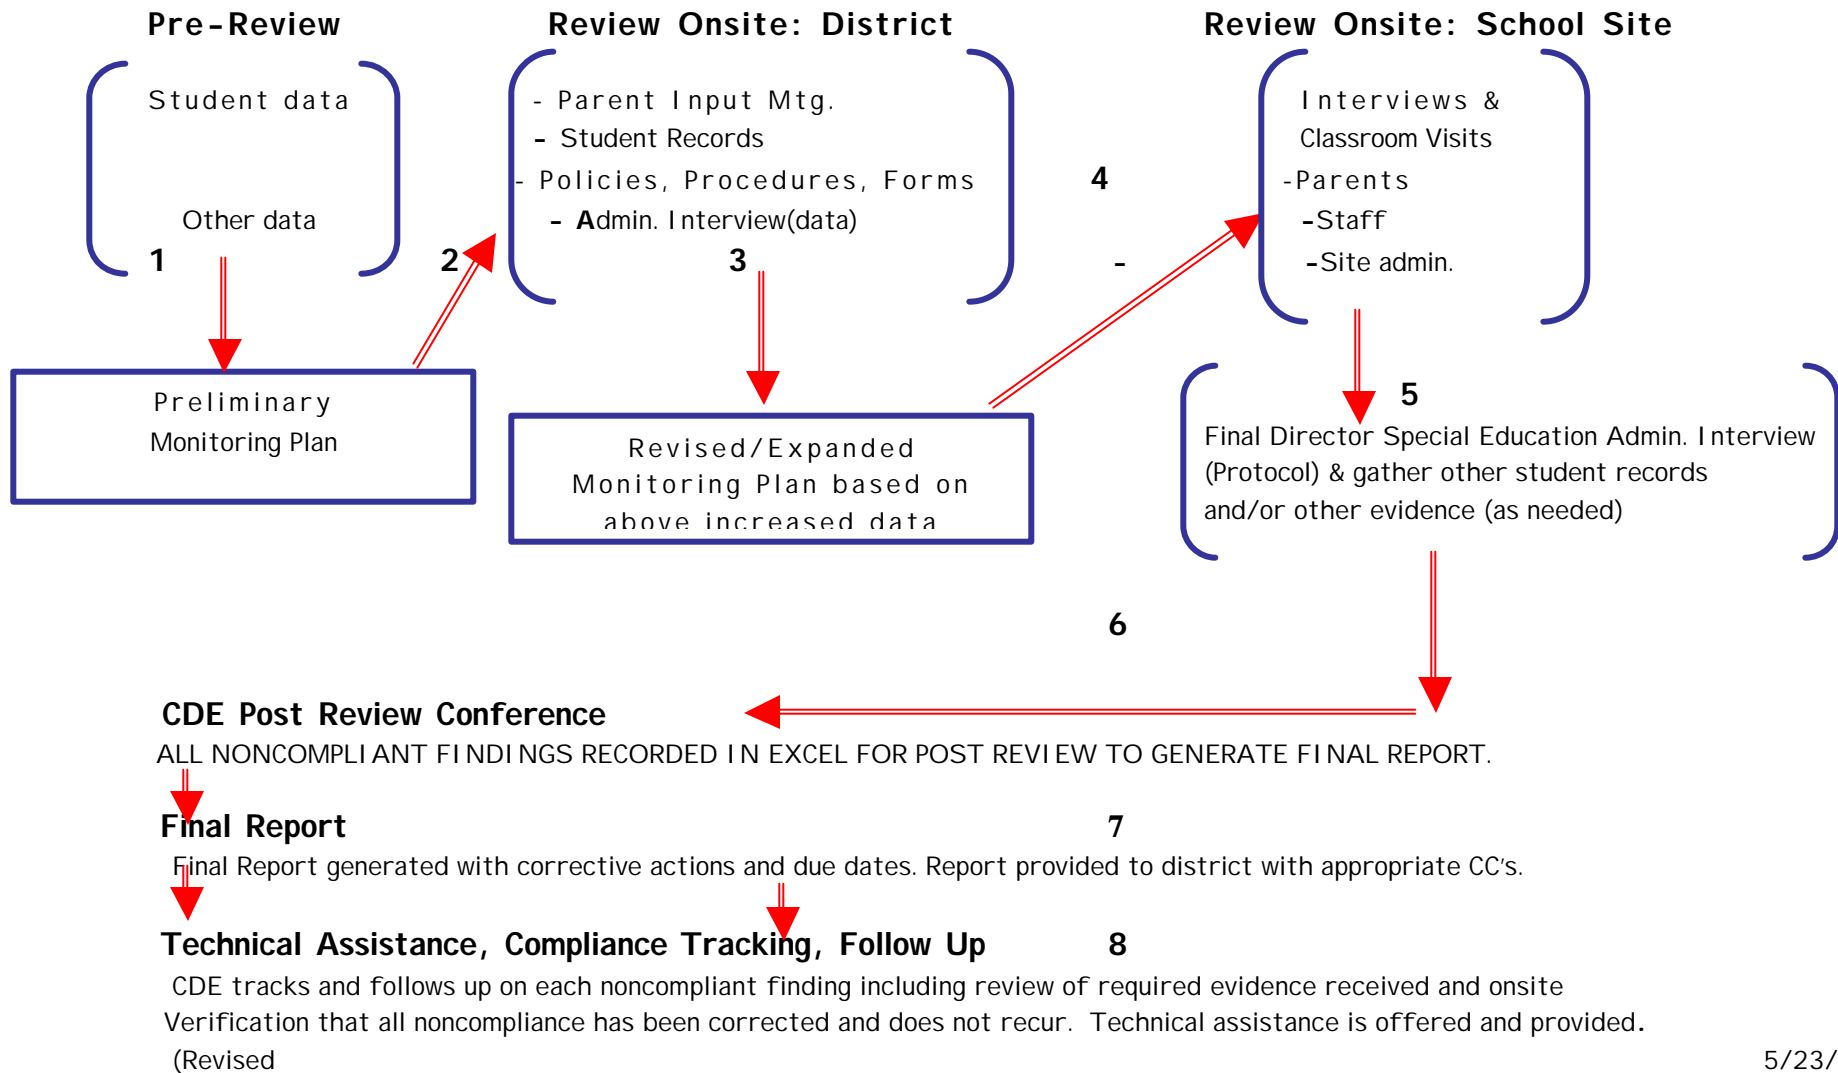 Pre-Review
Student data
Other data
1
Preliminary
Monitoring Plan
2
Review Onsite: District
- Parent Input Mtg.
- Student Records
- Policies, Procedures, Forms
- Admin. Interview(data)
3
Revised/Expanded
Monitoring Plan based on
above increased data
4
-
Review Onsite: School Site
Interviews &
Classroom Visits
-Parents
-Staff
-Site admin.
5
Final Director Special Education Admin. Interview
(Protocol) & gather other student records
and/or other evidence (as needed)
6
CDE Post Review Conference
ALL NONCOMPLIANT FINDINGS RECORDED IN EXCEL FOR POST REVIEW TO GENERATE FINAL REPORT.
Final Report 7
Final Report generated with corrective actions and due dates. Report provided to district with appropriate CC's.
Technical Assistance, Compliance Tracking, Follow Up 8
CDE tracks and follows up on each noncompliant finding including review of required evidence received and onsite
Verification that all noncompliance has been corrected and does not recur. Technical assistance is offered and provided.
(Revised 5/23/